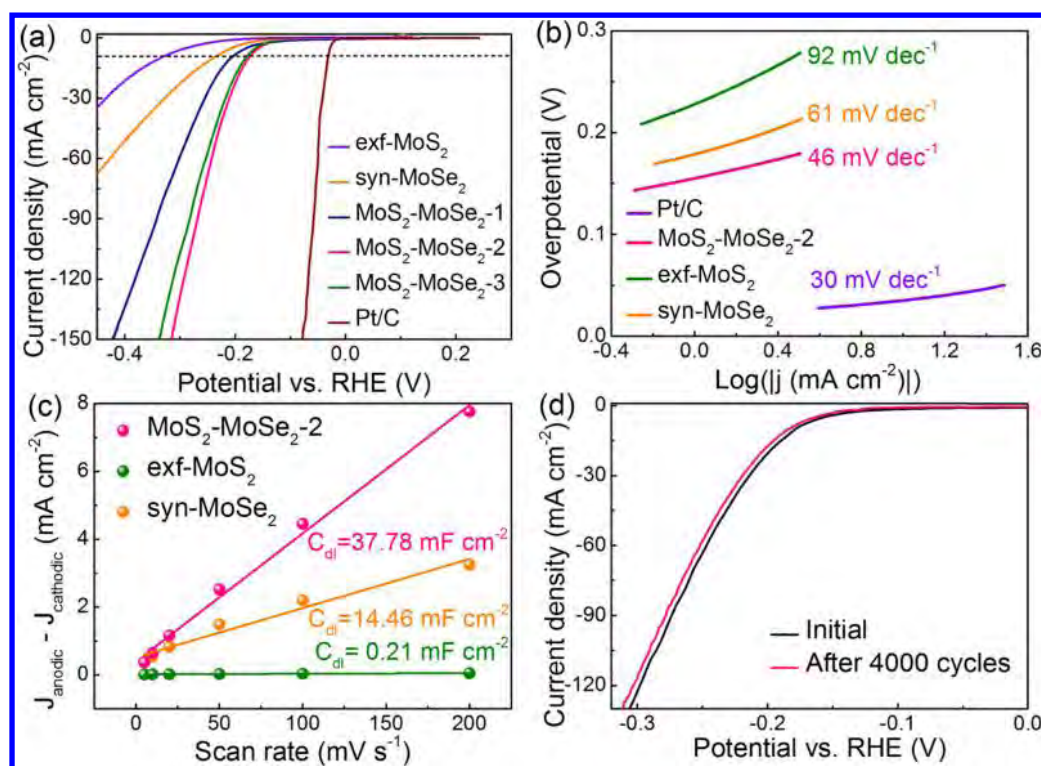 (a)
0
-30
-60
-90
-120
-150
Current density (mA cm⁻²)
exf-MoS₂
syn-MoSe₂
MoS₂-MoSe₂-1
MoS₂-MoSe₂-2
MoS₂-MoSe₂-3
Pt/C
-0.4 -0.2 0.0 0.2
Potential vs. RHE (V)
(b)
0.3
0.2
0.1
0.0
Overpotential (V)
92 mV dec⁻¹
61 mV dec⁻¹
46 mV dec⁻¹
Pt/C
MoS₂-MoSe₂-2
exf-MoS₂
syn-MoSe₂
30 mV dec⁻¹
-0.4 0.0 0.4 0.8 1.2 1.6
Log(|j (mA cm⁻²)|)
(c)
8
6
4
2
0
J anodic - J cathodic (mA cm⁻²)
MoS₂-MoSe₂-2
exf-MoS₂
syn-MoSe₂
C dl=37.78 mF cm⁻²
C dl=14.46 mF cm⁻²
C dl= 0.21 mF cm⁻²
0 50 100 150 200
Scan rate (mV s⁻¹)
(d)
0
-30
-60
-90
-120
Current density (mA cm⁻²)
Initial
After 4000 cycles
-0.3 -0.2 -0.1 0.0
Potential vs. RHE (V)